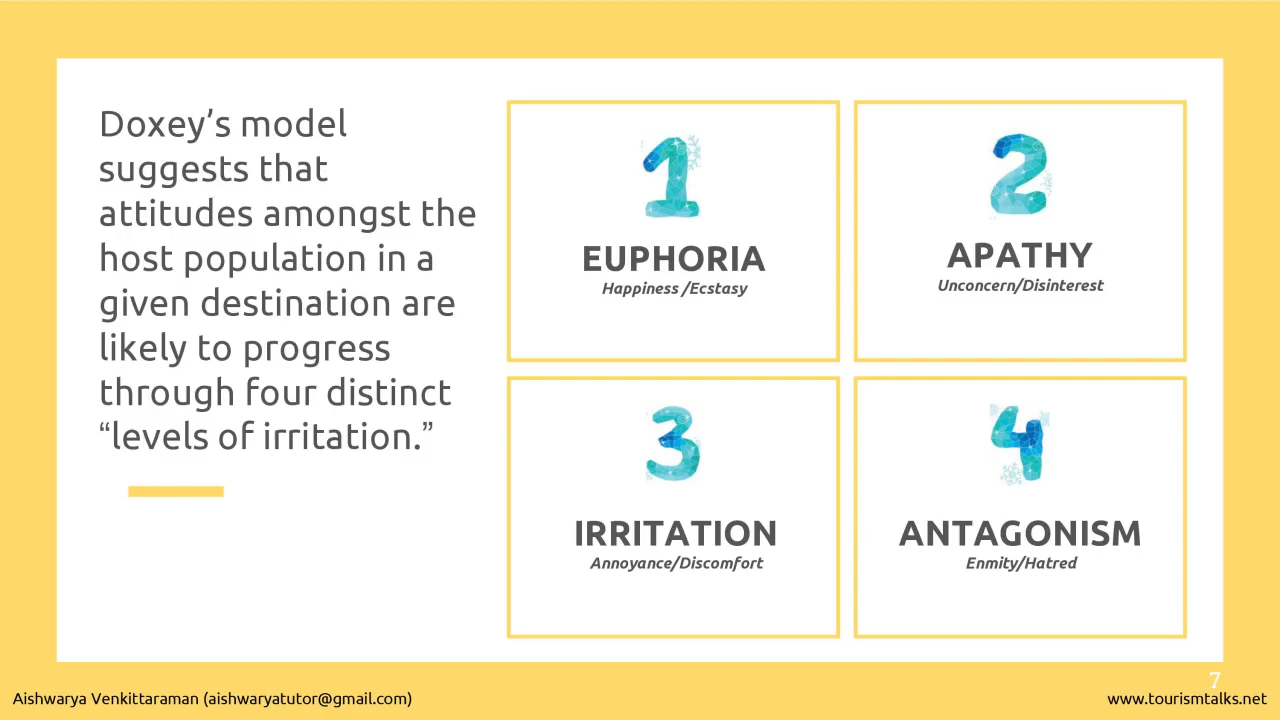 Doxey’s model
suggests that
attitudes amongst the
host population in a
given destination are
likely to progress
through four distinct
“levels of irritation.”
1
EUPHORIA
Happiness /Ecstasy
2
APATHY
Unconcern/Disinterest
3
IRRITATION
Annoyance/Discomfort
4
ANTAGONISM
Enmity/Hatred
7
Aishwarya Venkittaraman (aishwaryatutor@gmail.com)
www.tourismtalks.net